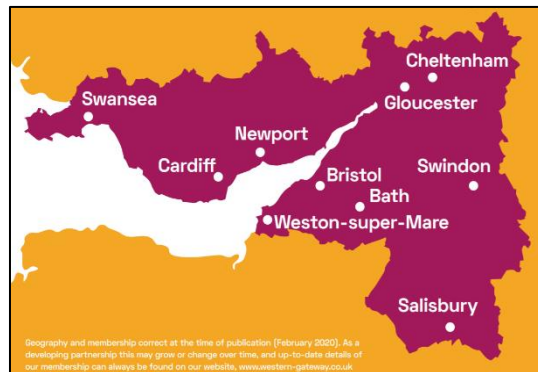 Cheltenham
Gloucester
Swansea
Newport
Cardiff
Bristol
Swindon
Bath
Weston-super-Mare
Salisbury
Geography and membership correct at the time of publication (February 2020). As a
developing partnership this may grow or change over time, and up-to-date details of
our membership can always be found on our website, www.western-gateway.co.uk